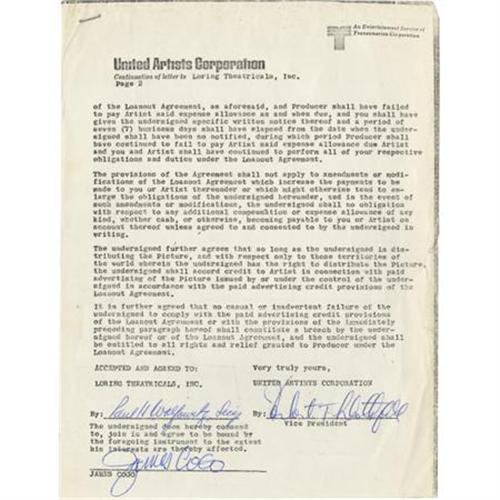 An Entertainment Service of
Transamerica Corporation
United Artists Corporation
Continuation of letter to Loring Theatricals, Inc.
Page 2
of the Loanout Agreement, as aforesaid, and Producer shall have failed
to pay Artist said expense allowance as and when due, and you shall have
given the undersigned specific written notice thereof and a period of
seven (7) business days shall have elapsed from the date when the under-
signed shall have been no notified, during which period Producer shall
have continued to fail to pay Artist said expense allowance due Artist
and you and Artist shall have continued to perform all of your respective
obligations and duties under the Loanout Agreement.
The provisions of the Agreement shall not apply to amendments or modi-
fications of the Loanout Agreement which increase the payments to be
made to you or Artist thereunder or which might otherwise tend to en-
large the obligations of the undersigned hereunder, and in the event of
such amendments or modifications, the undersigned shall no obligation
with respect to any additional compensation or expense allowance of any
kind, whether cash, or otherwise, becoming payable to you or Artist on
account thereof unless agreed to and consented to by the undersigned in
writing.
The undersigned further agrees that so long as the undersigned is dis-
tributing the Picture, and with respect only to those territories of
the world wherein the undersigned has the right to distribute the Picture,
the undersigned shall accord credit to Artist in connection with paid
advertising of the Picture issued by or under the control of the under-
signed in accordance with the paid advertising credit provisions of the
Loanout Agreement.
It is further agreed that no casual or inadvertent failure of the
undersigned to comply with the paid advertising credit provisions
of the Loanout Agreement or with the provisions of the immediately
preceding paragraph hereof shall constitute a breach by the under-
signed hereof or of the Loanout Agreement, and the undersigned shall
be entitled to all rights and relief granted to Producer under the
Loanout Agreement.
ACCEPTED AND AGREED TO:
Very truly yours,
LORING THEATRICALS, INC.
UNITED ARTISTS CORPORATION
By:
By:
Vice President
The undersigned upon hereby consent
to, join in and agree to be bound by
the foregoing instrument to the extent
his interests are thereby affected.
James Coco
JAMES COCO